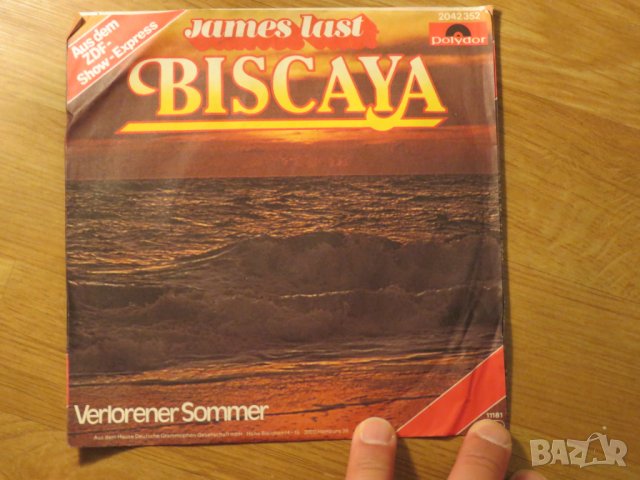 Aus dem
ZDF-
Show-Express
james last
2042 352
Polydor
BISCAYA
Verlorener Sommer
Aus dem Hause Deutsche Grammophon Gesellschaft mbH
11181
BAZAR